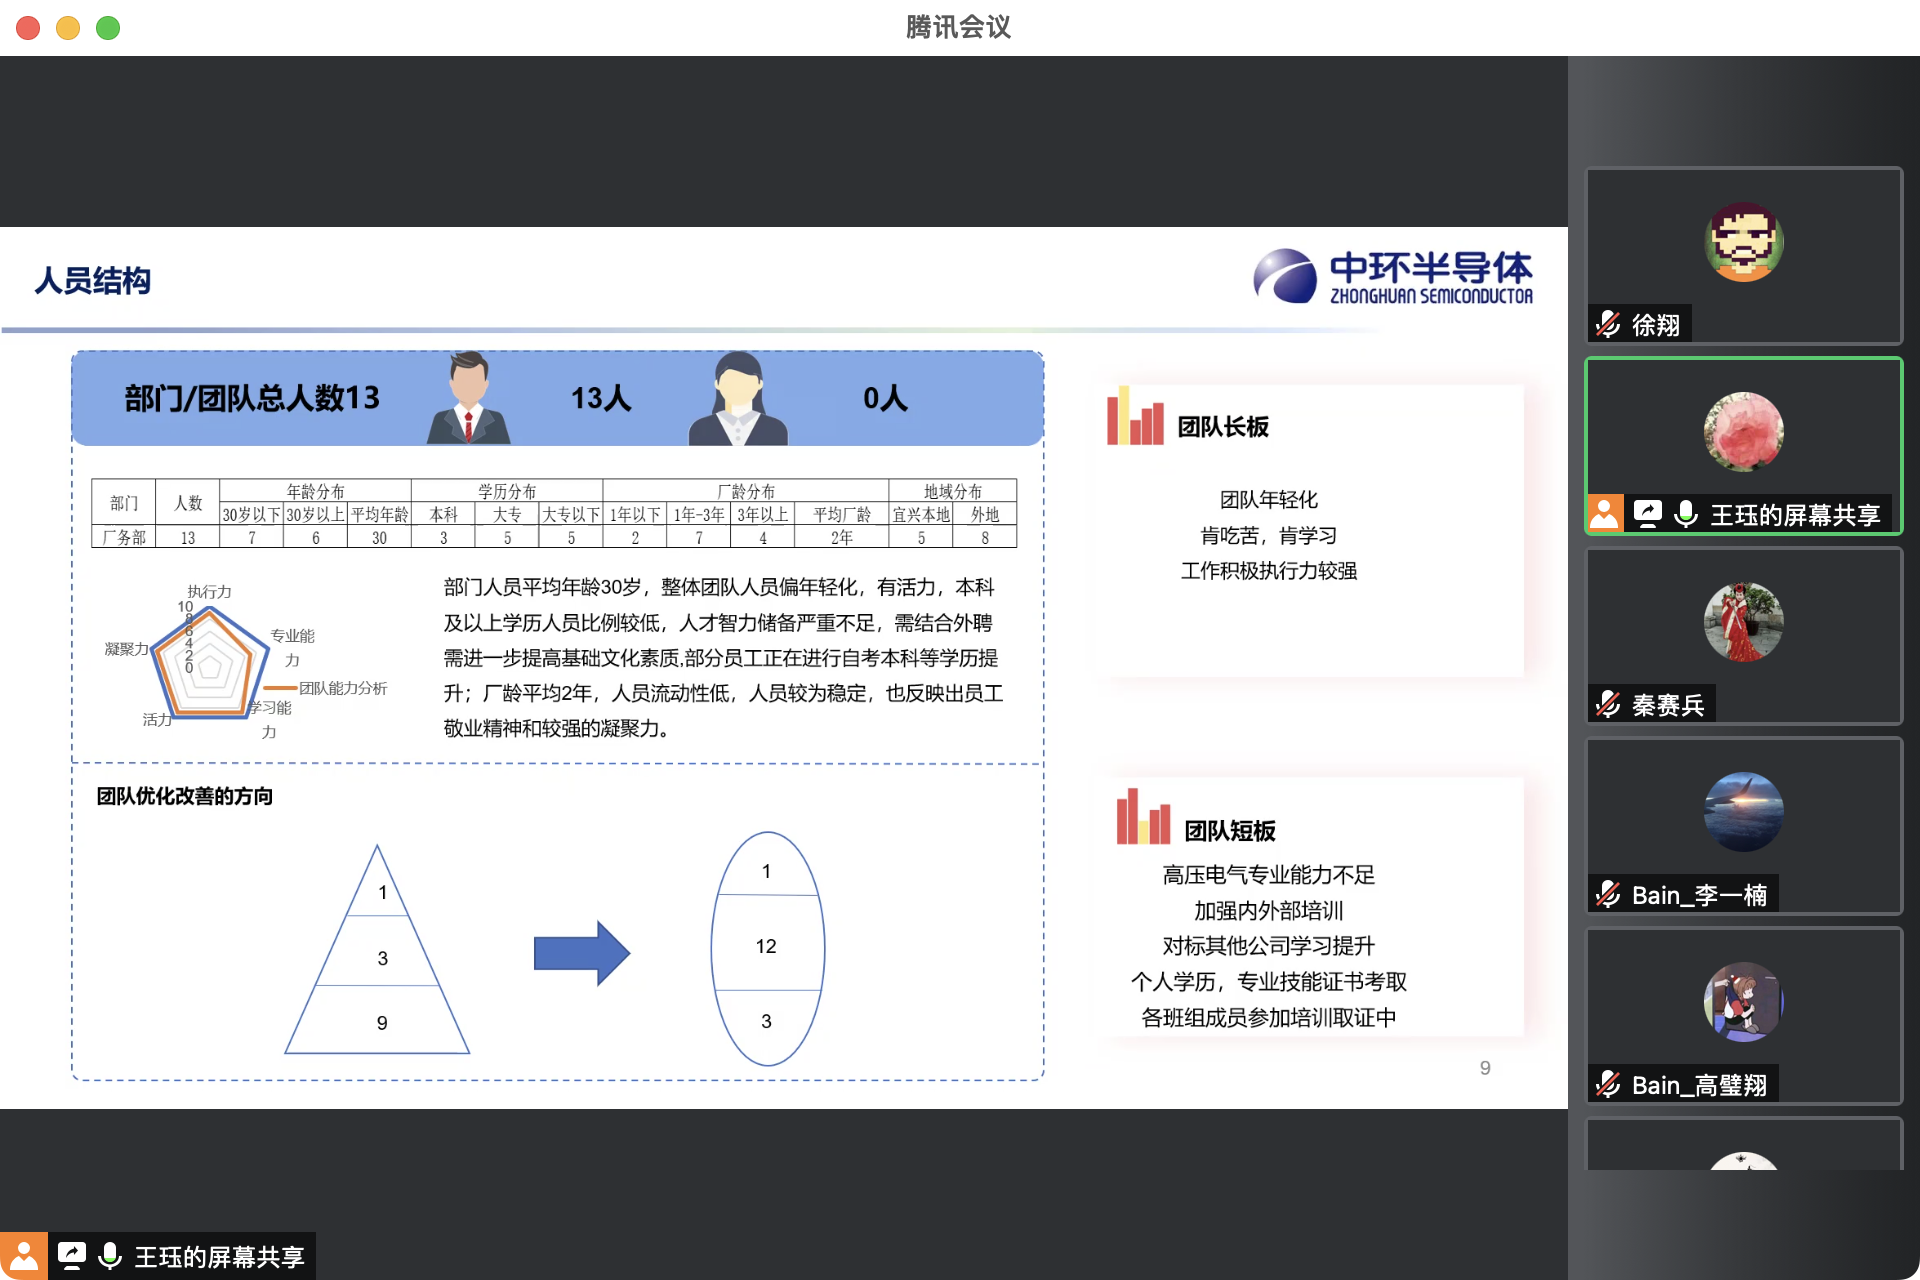 腾讯会议
人员结构
中环半导体
ZHONGHUAN SEMICONDUCTOR
部门/团队总人数13
13人
0人
部门 人数 年龄分布 学历分布 厂龄分布 地域分布
30岁以下 30岁以上 平均年龄 本科 大专 大专以下 1年以下 1年-3年 3年以上 平均厂龄 宜兴本地 外地
厂务部 13 7 6 30 3 5 5 2 7 4 2年 5 8
执行力
10
8
6
4
2
0
专业能
力
凝聚力
团队能力分析
学习能
力
活力
部门人员平均年龄30岁，整体团队人员偏年轻化，有活力，本科
及以上学历人员比例较低，人才智力储备严重不足，需结合外聘
需进一步提高基础文化素质,部分员工正在进行自考本科等学历提
升；厂龄平均2年，人员流动性低，人员较为稳定，也反映出员工
敬业精神和较强的凝聚力。
团队优化改善的方向
1
3
9
1
12
3
团队长板
团队年轻化
肯吃苦，肯学习
工作积极执行力较强
团队短板
高压电气专业能力不足
加强内外部培训
对标其他公司学习提升
个人学历，专业技能证书考取
各班组成员参加培训取证中
9
徐翔
王珏的屏幕共享
秦赛兵
Bain_李一楠
Bain_高璧翔
王珏的屏幕共享